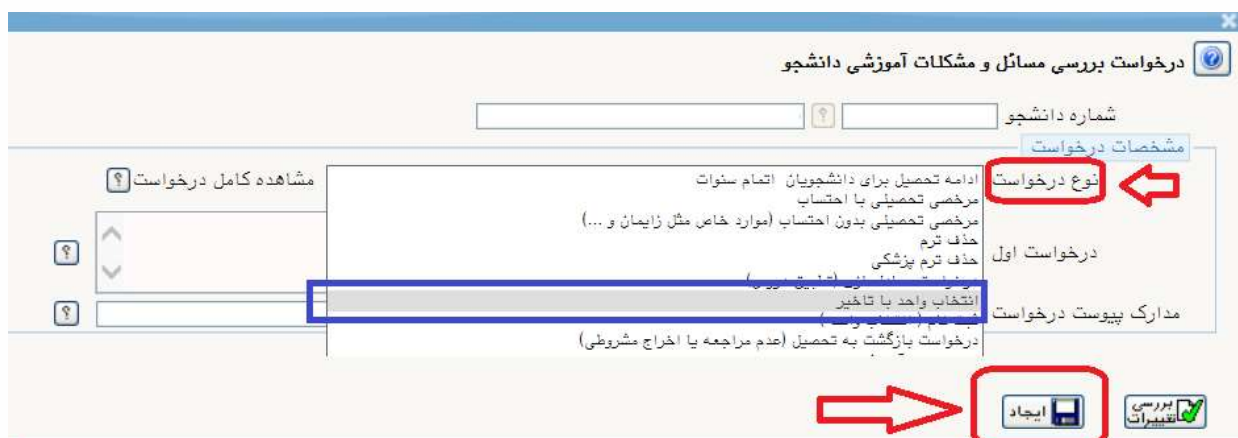 درخواست بررسی مسائل و مشکلات آموزشی دانشجو
شماره دانشجو
مشخصات درخواست
نوع درخواست
مشاهده کامل درخواست
ادامه تحصیل برای دانشجویان اتمام سنوات
مرخصی تحصیلی با احتساب
مرخصی تحصیلی بدون احتساب (موارد خاص مثل زایمان و ...)
حذف ترم
حذف ترم پزشکی
انتخاب واحد با تاخیر
درخواست بازگشت به تحصیل (عدم مراجعه یا اخراج مشروطی)
درخواست اول
مدارک پیوست درخواست
بررسی تغییرات
ایجاد